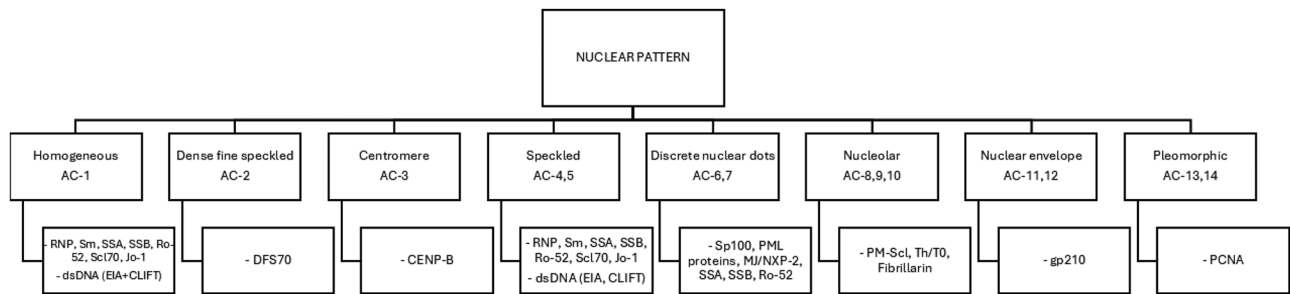 NUCLEAR PATTERN
Homogeneous
AC-1
Dense fine speckled
AC-2
Centromere
AC-3
Speckled
AC-4,5
Discrete nuclear dots
AC-6,7
Nucleolar
AC-8,9,10
Nuclear envelope
AC-11,12
Pleomorphic
AC-13,14
- RNP, Sm, SSA, SSB, Ro-
52, Scl70, Jo-1
- dsDNA (EIA+CLIFT)
- DFS70
- CENP-B
- RNP, Sm, SSA, SSB,
Ro-52, Scl70, Jo-1
- dsDNA (EIA, CLIFT)
- Sp100, PML
proteins, MJ/NXP-2,
SSA, SSB, Ro-52
- PM-Scl, Th/T0,
Fibrillarin
- gp210
- PCNA